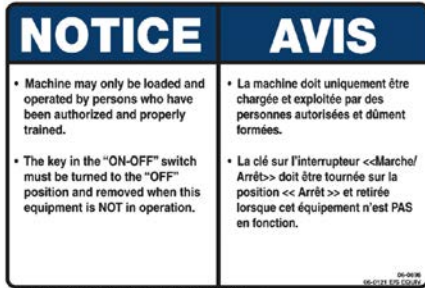 NOTICE
• Machine may only be loaded and
operated by persons who have
been authorized and properly
trained.
• The key in the “ON-OFF” switch
must be turned to the “OFF”
position and removed when this
equipment is NOT in operation.
AVIS
• La machine doit uniquement être
chargée et exploitée par des
personnes autorisées et dûment
formées.
• La clé sur l’interrupteur <<Marche/
Arrêt>> doit être tournée sur la
position << Arrêt >> et retirée
lorsque cet équipement n’est PAS
en fonction.